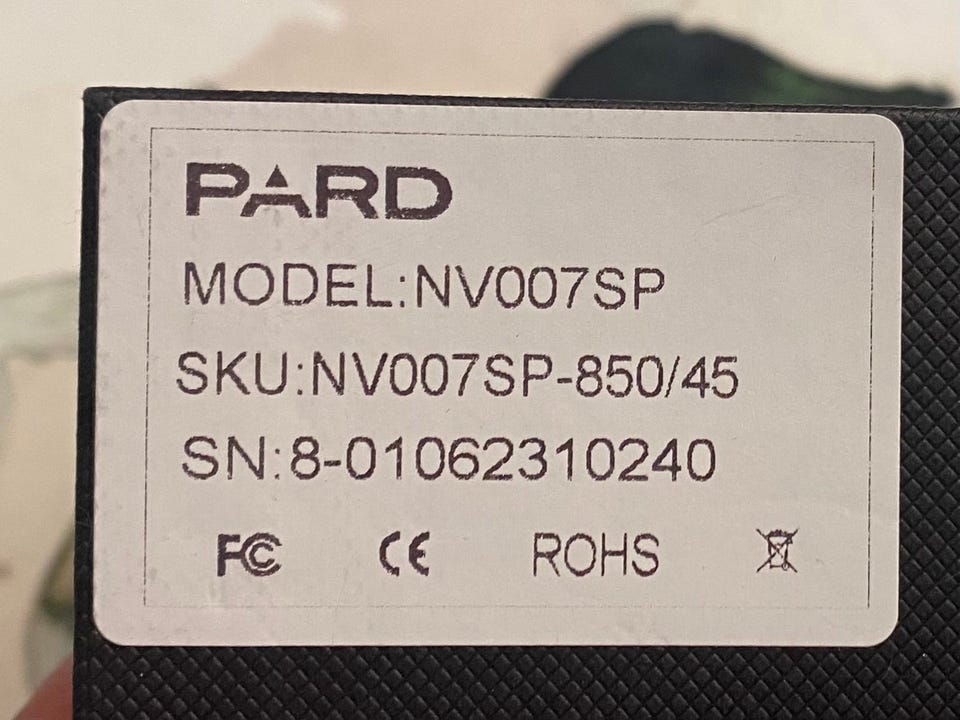 PARD
MODEL:NV007SP
SKU:NV007SP-850/45
SN:8-01062310240
FC CE ROHS